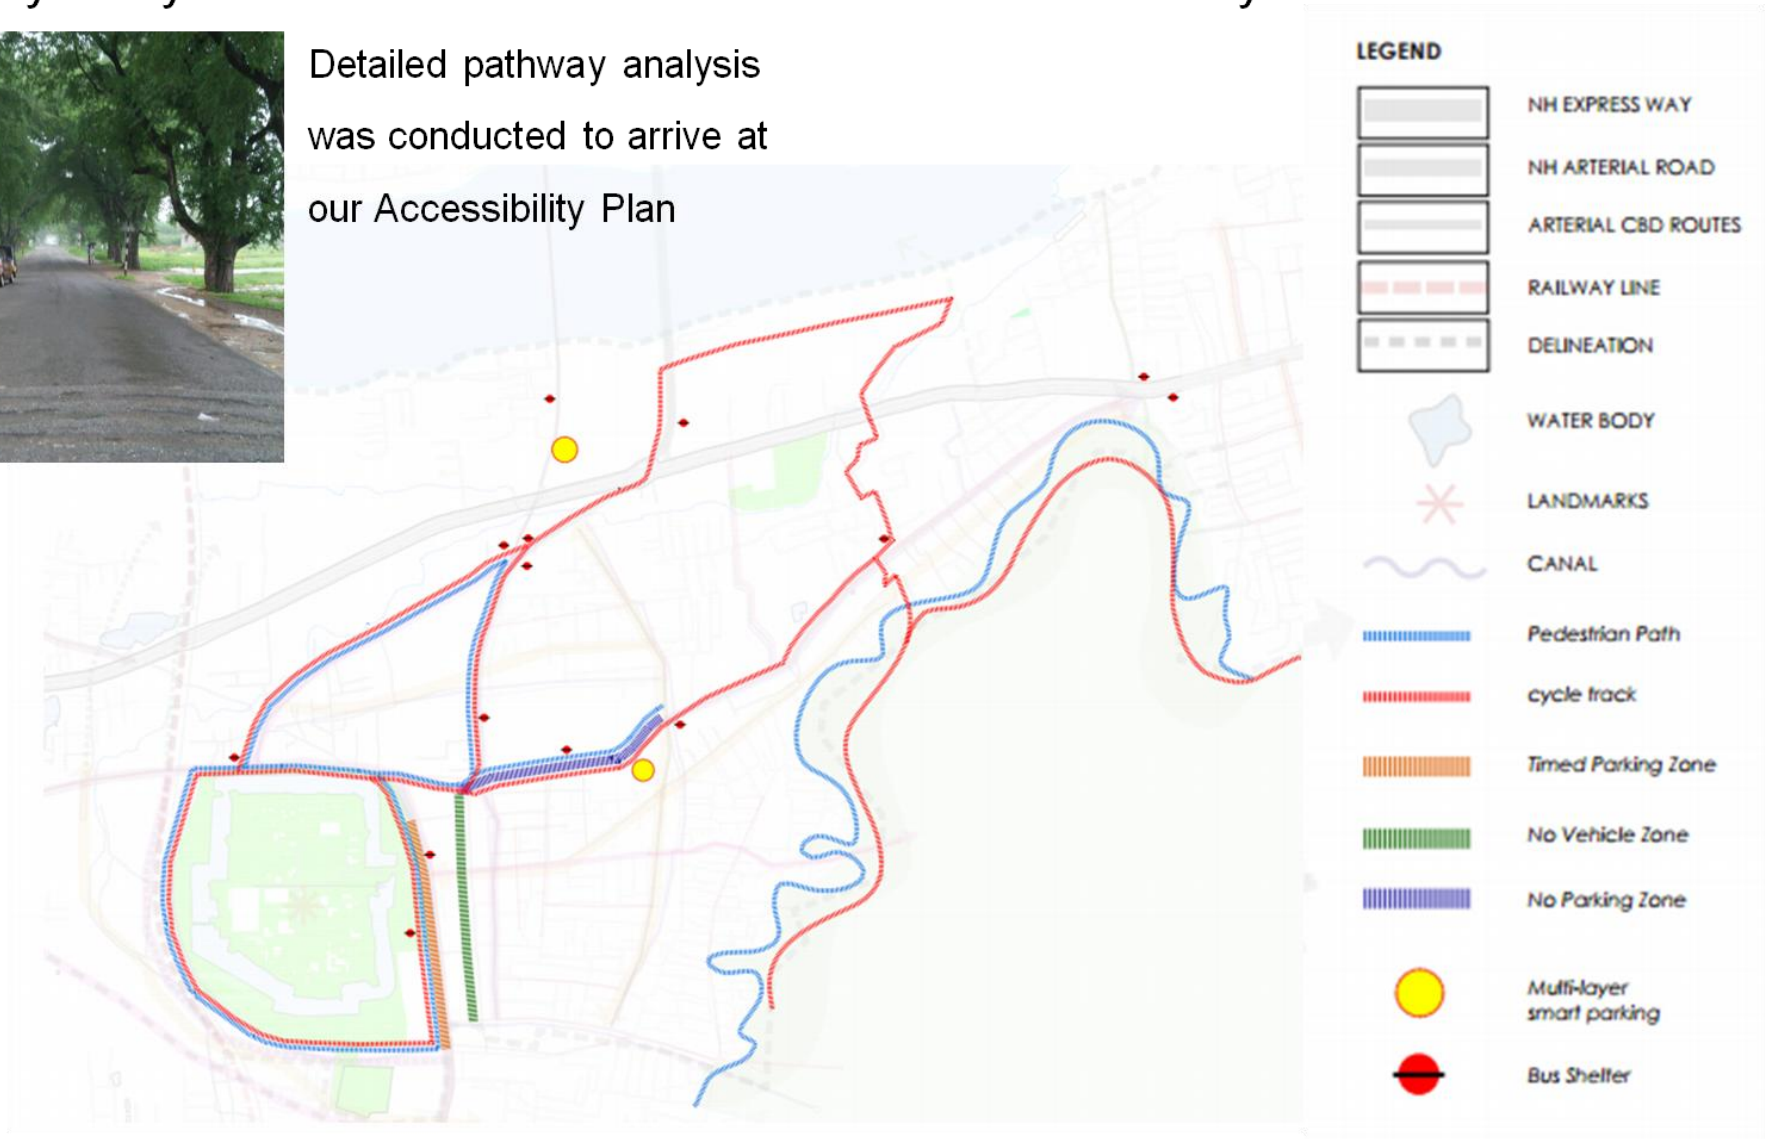 Detailed pathway analysis
was conducted to arrive at
our Accessibility Plan
LEGEND
NH EXPRESS WAY
NH ARTERIAL ROAD
ARTERIAL CBD ROUTES
RAILWAY LINE
DELINEATION
WATER BODY
LANDMARKS
CANAL
Pedestrian Path
cycle track
Timed Parking Zone
No Vehicle Zone
No Parking Zone
Multi-layer
smart parking
Bus Shelter